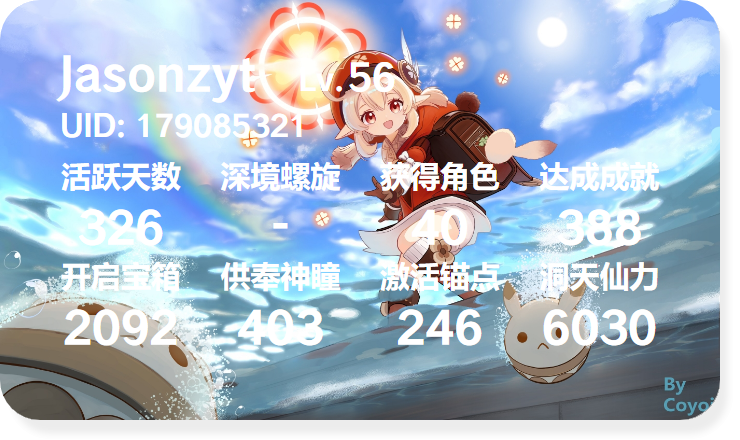 Jasonzyt Lv.56
UID: 179085321
活跃天数 深境螺旋 获得角色 达成成就
326 - 40 388
开启宝箱 供奉神瞳 激活锚点 洞天仙力
2092 403 246 6030
By
Coyoi